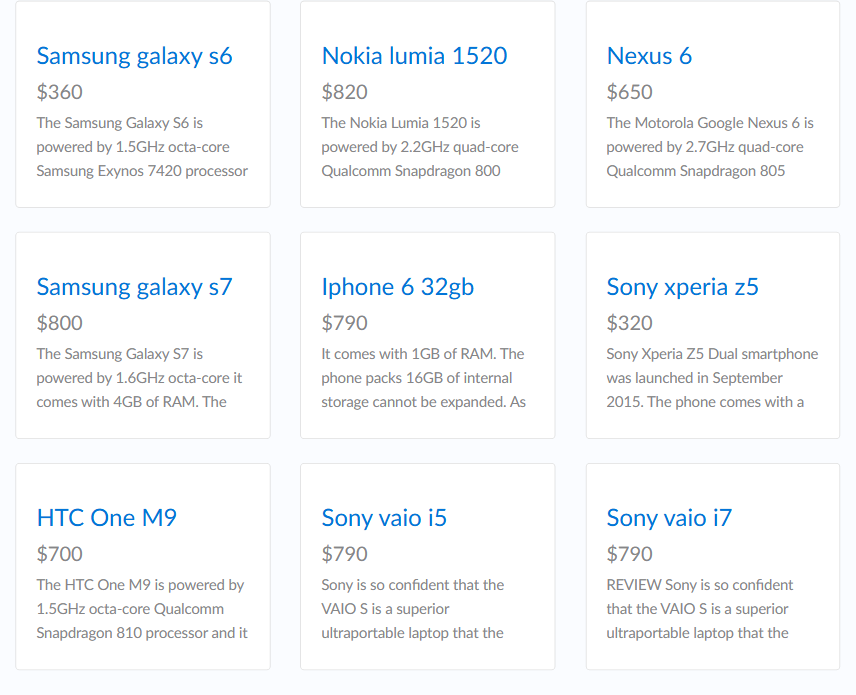 Samsung galaxy s6
$360
The Samsung Galaxy S6 is
powered by 1.5GHz octa-core
Samsung Exynos 7420 processor
Nokia lumia 1520
$820
The Nokia Lumia 1520 is
powered by 2.2GHz quad-core
Qualcomm Snapdragon 800
Nexus 6
$650
The Motorola Google Nexus 6 is
powered by 2.7GHz quad-core
Qualcomm Snapdragon 805
Samsung galaxy s7
$800
The Samsung Galaxy S7 is
powered by 1.6GHz octa-core it
comes with 4GB of RAM. The
Iphone 6 32gb
$790
It comes with 1GB of RAM. The
phone packs 16GB of internal
storage cannot be expanded. As
Sony xperia z5
$320
Sony Xperia Z5 Dual smartphone
was launched in September
2015. The phone comes with a
HTC One M9
$700
The HTC One M9 is powered by
1.5GHz octa-core Qualcomm
Snapdragon 810 processor and it
Sony vaio i5
$790
Sony is so confident that the
VAIO S is a superior
ultraportable laptop that the
Sony vaio i7
$790
REVIEW Sony is so confident
that the VAIO S is a superior
ultraportable laptop that the